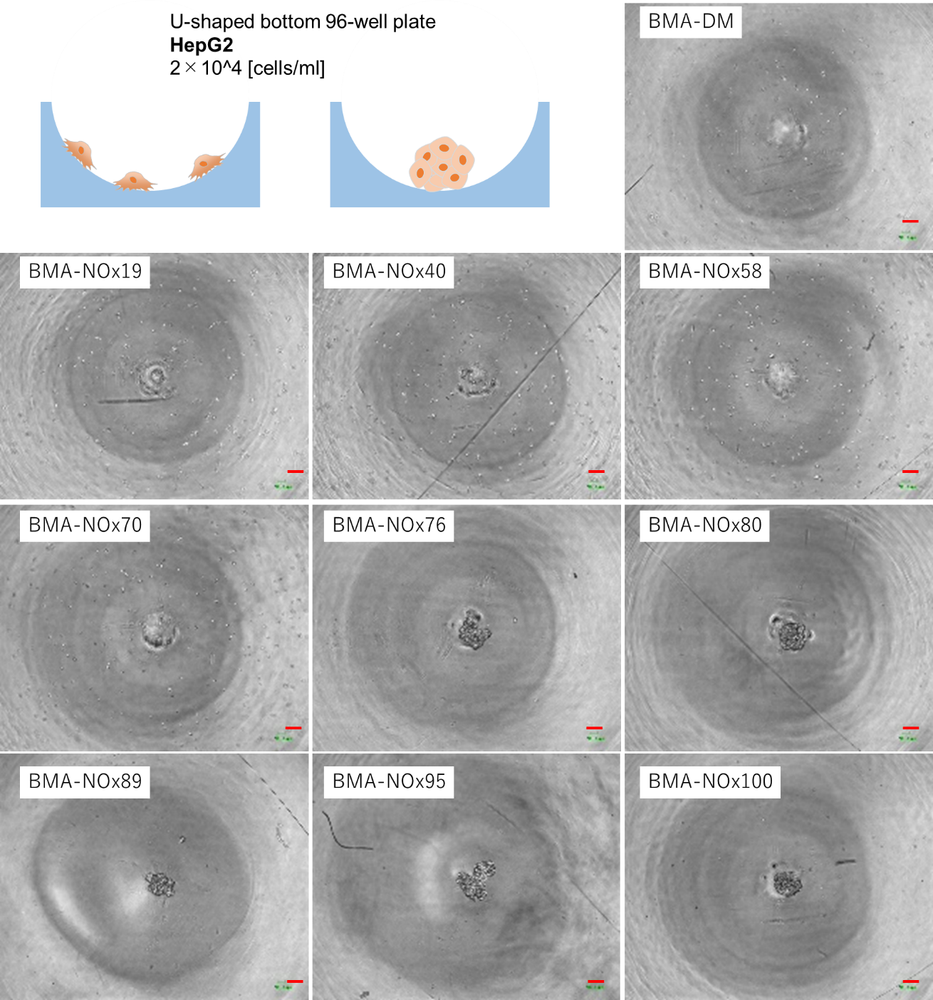 U-shaped bottom 96-well plate
HepG2
2×10^4 [cells/ml]
BMA-DM
BMA-NOx19
BMA-NOx40
BMA-NOx58
BMA-NOx70
BMA-NOx76
BMA-NOx80
BMA-NOx89
BMA-NOx95
BMA-NOx100